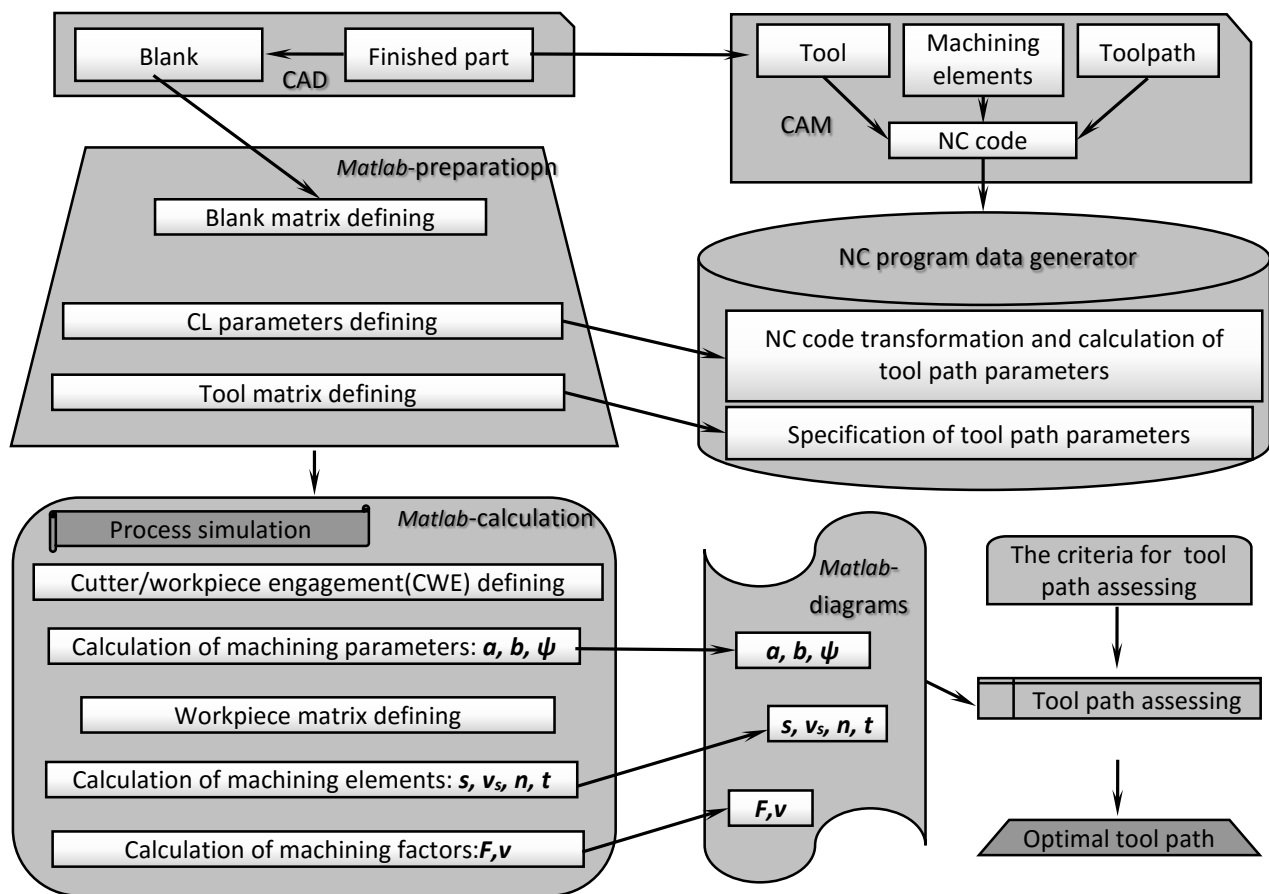 Blank
Finished part
CAD
Tool
Machining
elements
Toolpath
CAM
NC code
Matlab-preparatiopn
Blank matrix defining
CL parameters defining
Tool matrix defining
NC program data generator
NC code transformation and calculation of
tool path parameters
Specification of tool path parameters
Process simulation
Matlab-calculation
Cutter/workpiece engagement(CWE) defining
Calculation of machining parameters: a, b, ψ
Workpiece matrix defining
Calculation of machining elements: s, vₛ, n, t
Calculation of machining factors:F,v
Matlab-
diagrams
a, b, ψ
s, vₛ, n, t
F,v
The criteria for tool
path assessing
Tool path assessing
Optimal tool path